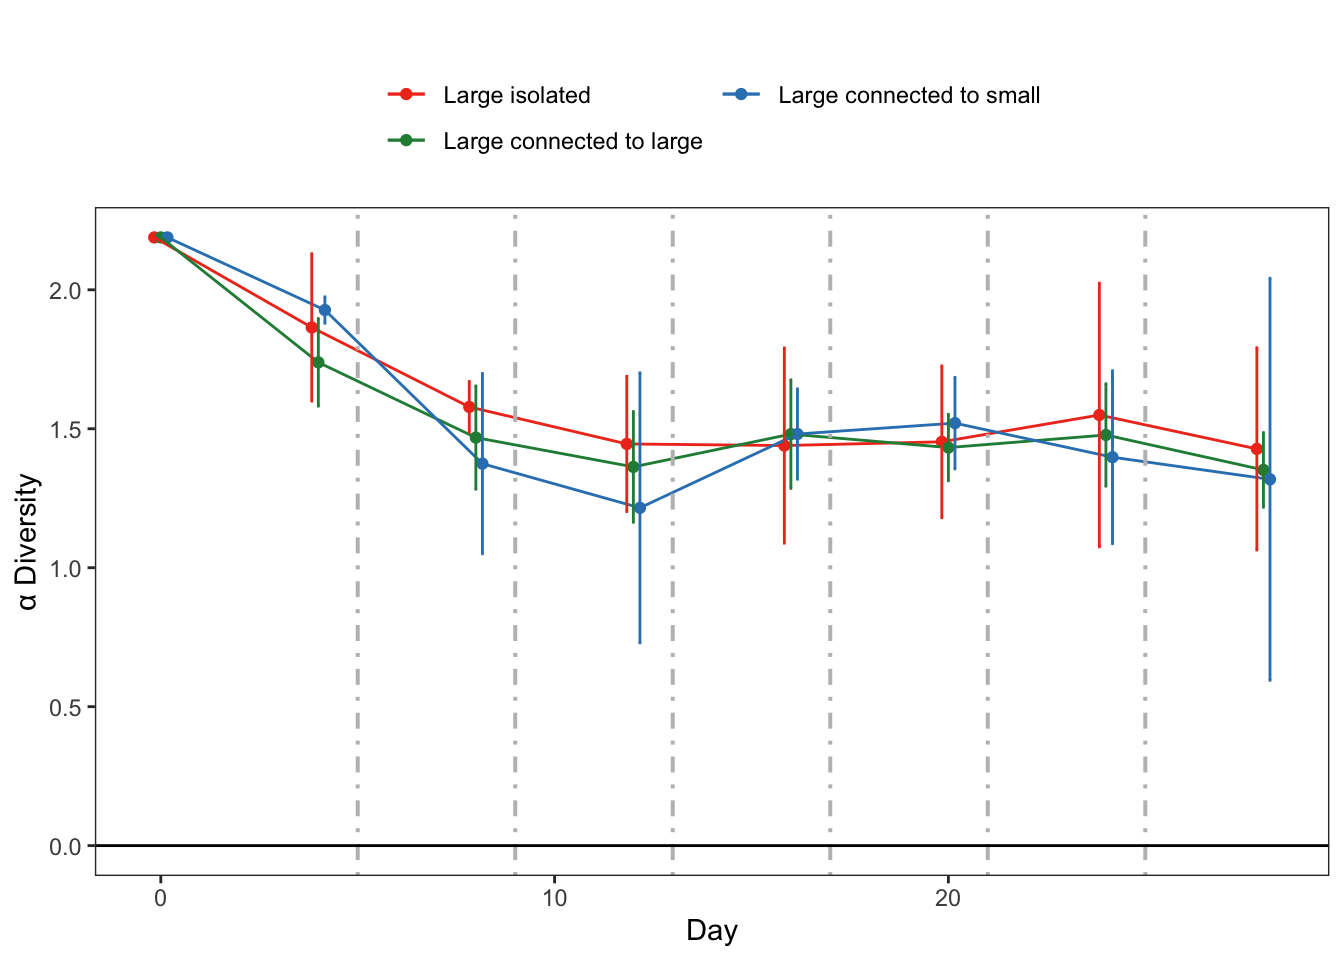 Large isolated
Large connected to small
Large connected to large
α Diversity
2.0
1.5
1.0
0.5
0.0
0
10
20
Day